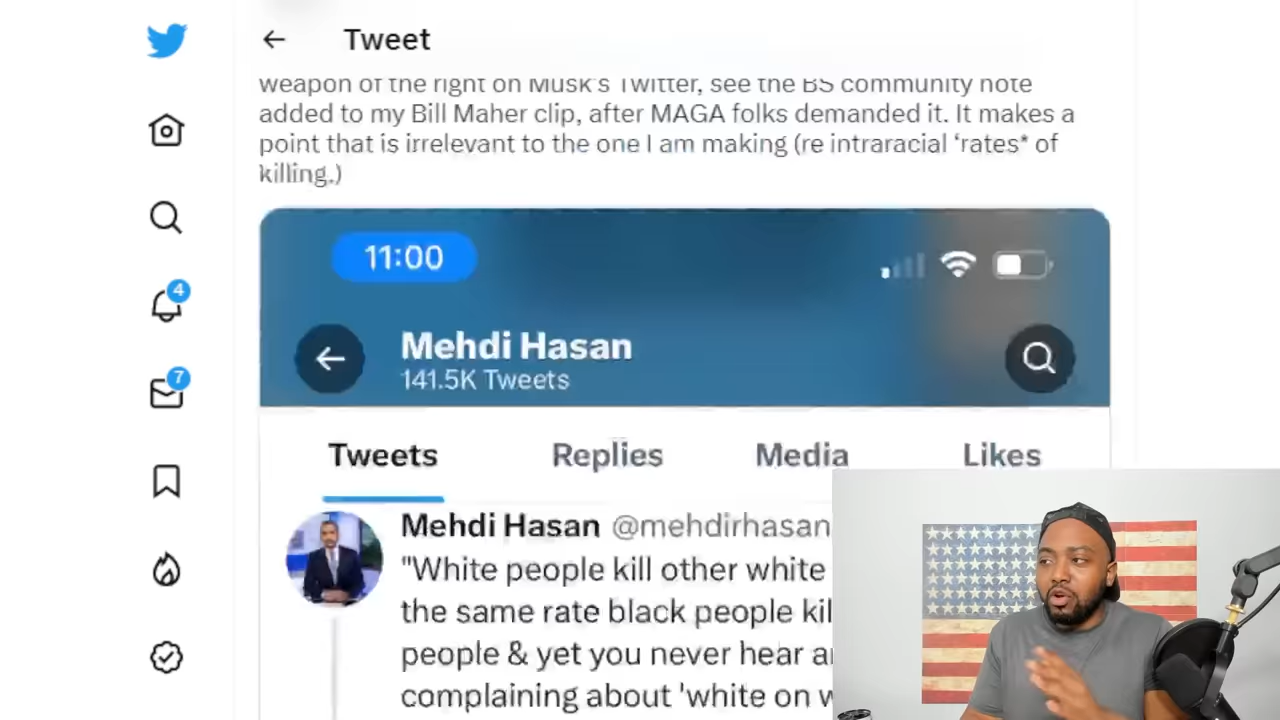 Tweet
weapon of the right on Musk's Twitter, see the BS community note
added to my Bill Maher clip, after MAGA folks demanded it. It makes a
point that is irrelevant to the one I am making (re intraracial ‘rates* of
killing.)
11:00
Mehdi Hasan
141.5K Tweets
Tweets Replies Media Likes
Mehdi Hasan @mehdirhasan
"White people kill other white
the same rate black people kil
people & yet you never hear a
complaining about 'white on w
4
7